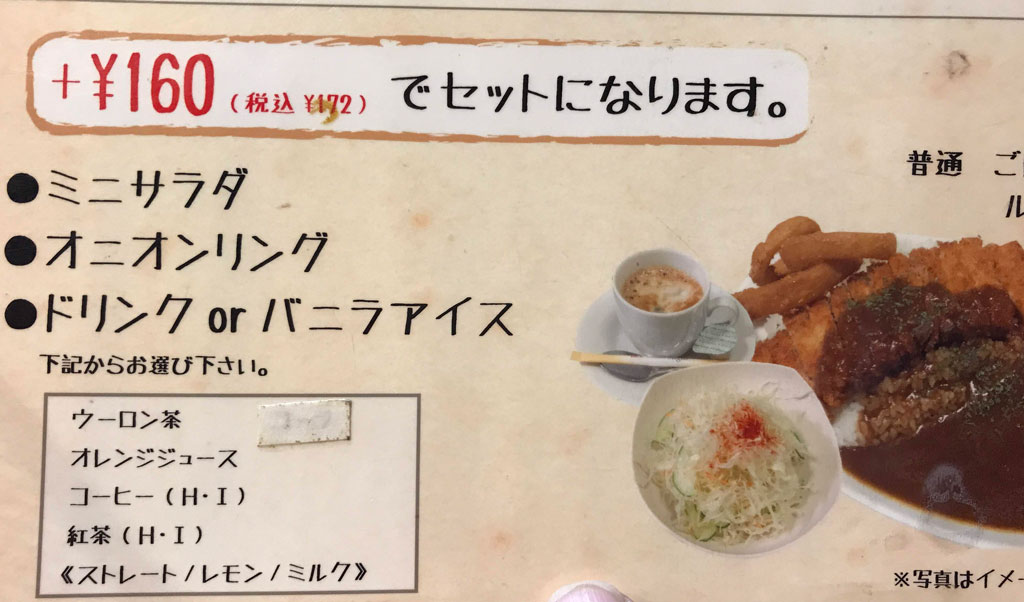 +¥160(税込 ¥172) でセットになります。
●ミニサラダ
●オニオンリング
●ドリンク or バニラアイス
下記からお選び下さい。
ウーロン茶
オレンジジュース
コーヒー(H・I)
紅茶(H・I)
《ストレート/レモン/ミルク》
普通 ご
ル
※写真はイメー